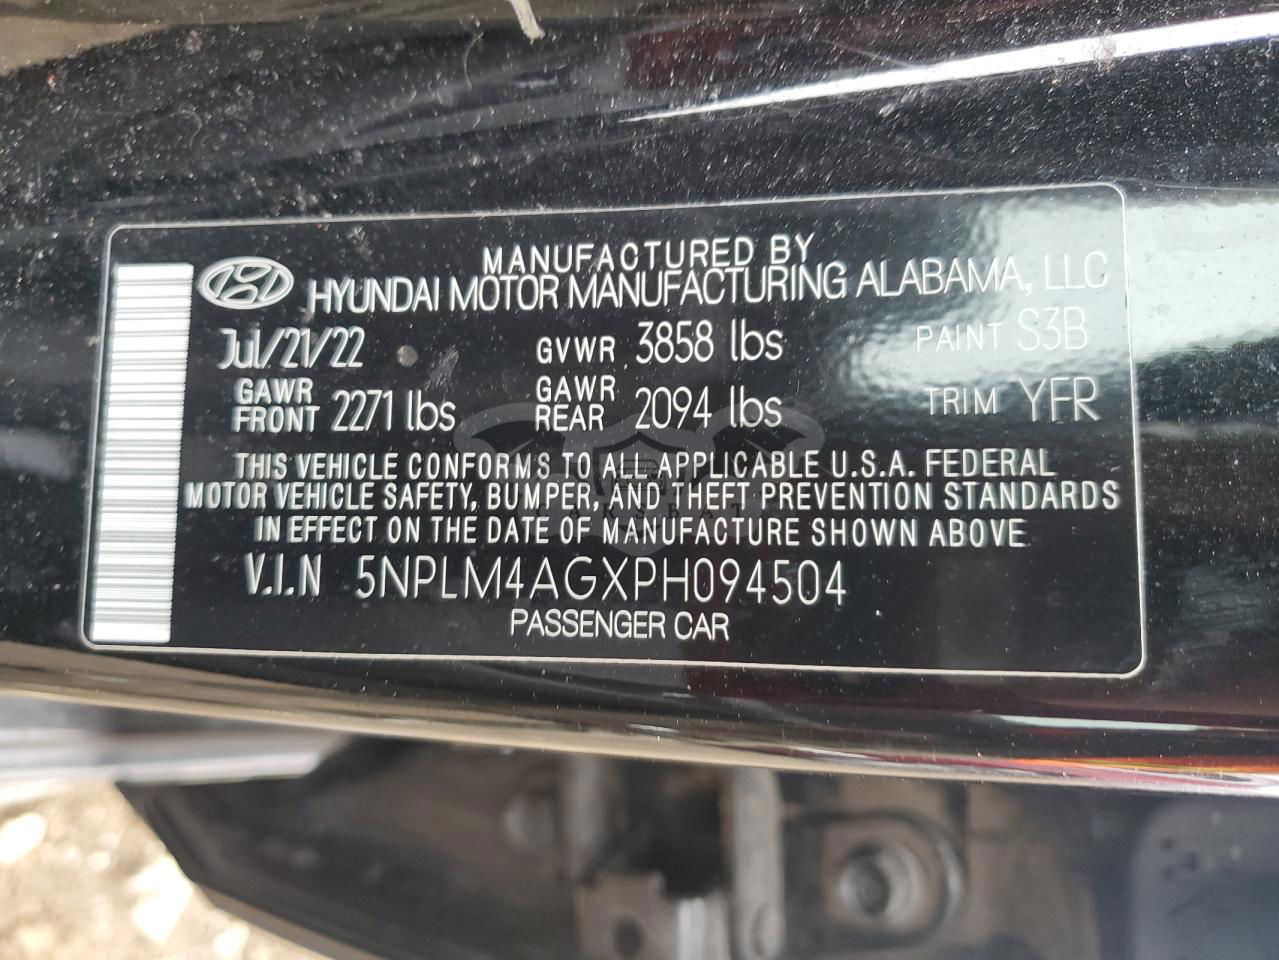 MANUFACTURED BY
HYUNDAI MOTOR MANUFACTURING ALABAMA, LLC
Jul/21/22 GVWR 3858 lbs PAINT S3B
GAWR FRONT 2271 lbs GAWR REAR 2094 lbs TRIM YFR
THIS VEHICLE CONFORMS TO ALL APPLICABLE U.S.A. FEDERAL
MOTOR VEHICLE SAFETY, BUMPER, AND THEFT PREVENTION STANDARDS
IN EFFECT ON THE DATE OF MANUFACTURE SHOWN ABOVE
V.I.N 5NPLM4AGXPH094504
PASSENGER CAR